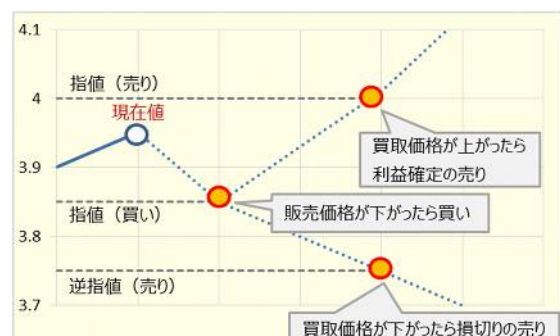 4.1
指値（売り）
4
現在値
買取価格が上がったら
利益確定の売り
3.9
指値（買い）
販売価格が下がったら買い
3.8
逆指値（売り）
3.7
買取価格が下がったら損切りの売り